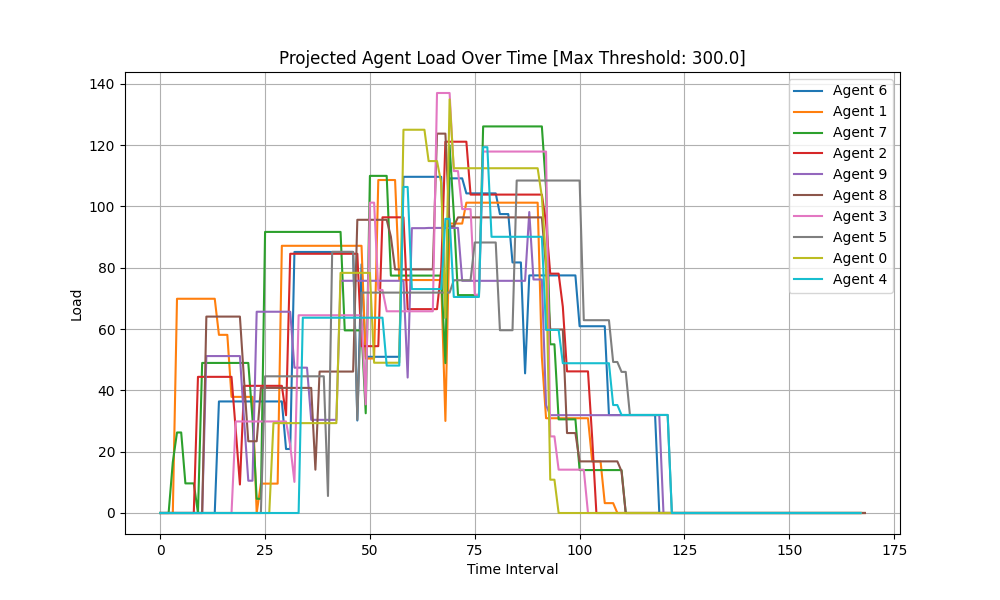 Projected Agent Load Over Time [Max Threshold: 300.0]
Load
140
120
100
80
60
40
20
0
0 25 50 75 100 125 150 175
Time Interval
Agent 6
Agent 1
Agent 7
Agent 2
Agent 9
Agent 8
Agent 3
Agent 5
Agent 0
Agent 4